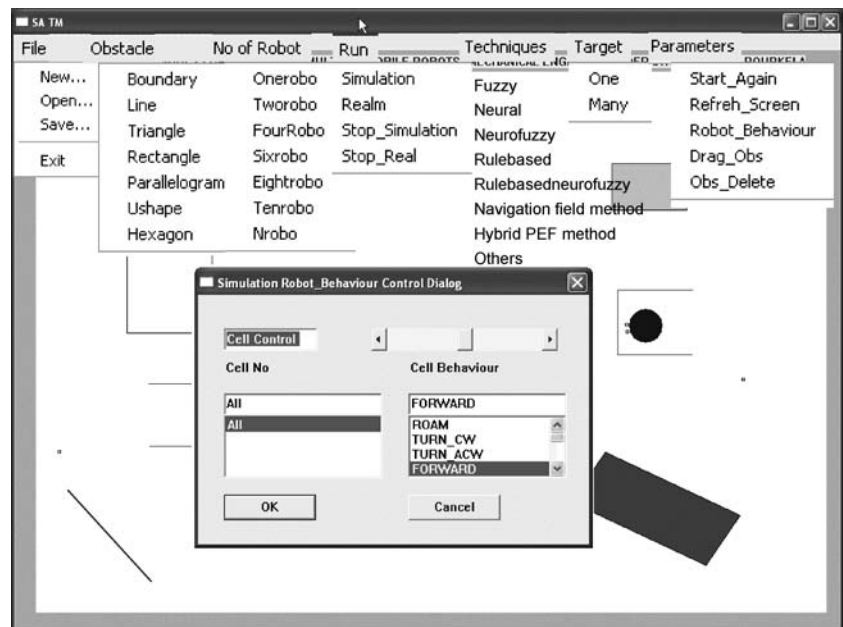 SA TM
File Obstacle No of Robot Run Techniques Target Parameters
New...
Open...
Save...
Exit
Boundary
Line
Triangle
Rectangle
Parallelogram
Ushape
Hexagon
Onerobo
Tworobo
FourRobo
Sixrobo
Eightrobo
Tenrobo
Nrobo
Simulation
Realm
Stop_Simulation
Stop_Real
Fuzzy
Neural
Neurofuzzy
Rulebased
Rulebasedneurofuzzy
Navigation field method
Hybrid PEF method
Others
One
Many
Start_Again
Refreh_Screen
Robot_Behaviour
Drag_Obs
Obs_Delete
Simulation Robot_Behaviour Control Dialog
Cell Control
Cell No Cell Behaviour
All
All
FORWARD
ROAM
TURN_CW
TURN_ACW
FORWARD
OK Cancel